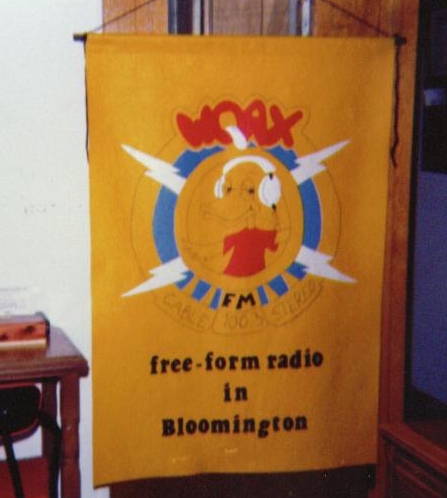 WQAX
FM
CABLE 100.3 STEREO
free-form radio
in
Bloomington